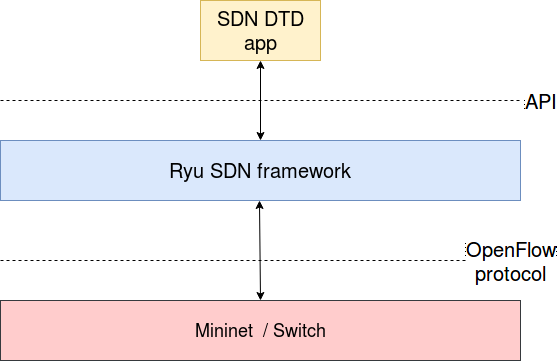 SDN DTD
app
API
Ryu SDN framework
OpenFlow
protocol
Mininet / Switch